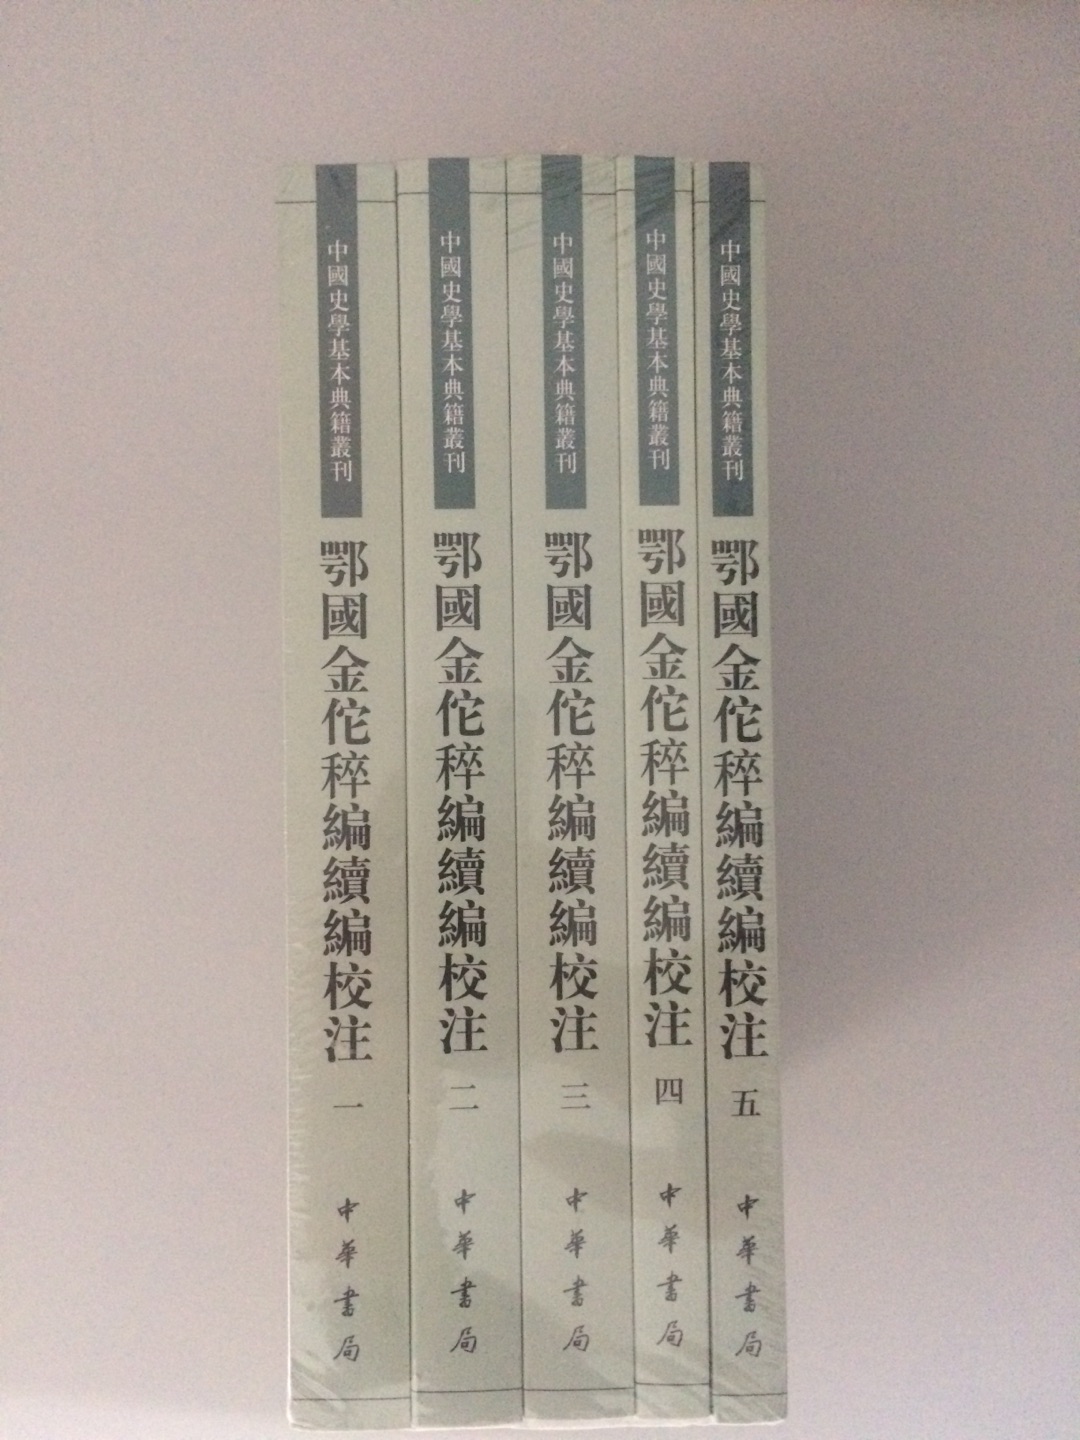 中國史學基本典籍叢刊
鄂國金佗稡編續編校注
一
中華書局
中國史學基本典籍叢刊
鄂國金佗稡編續編校注
二
中華書局
中國史學基本典籍叢刊
鄂國金佗稡編續編校注
三
中華書局
中國史學基本典籍叢刊
鄂國金佗稡編續編校注
四
中華書局
中國史學基本典籍叢刊
鄂國金佗稡編續編校注
五
中華書局